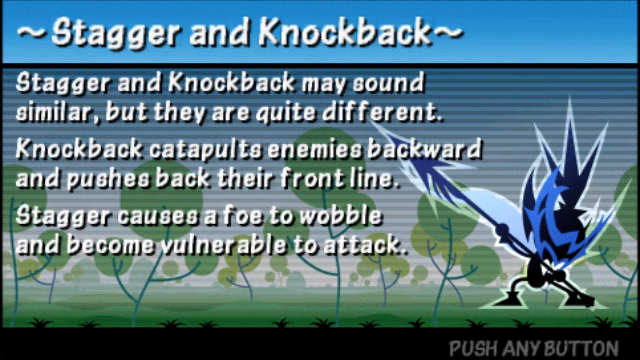 ~Stagger and Knockback~
Stagger and Knockback may sound
similar, but they are quite different.
Knockback catapults enemies backward
and pushes back their front line.
Stagger causes a foe to wobble
and become vulnerable to attack.
PUSH ANY BUTTON